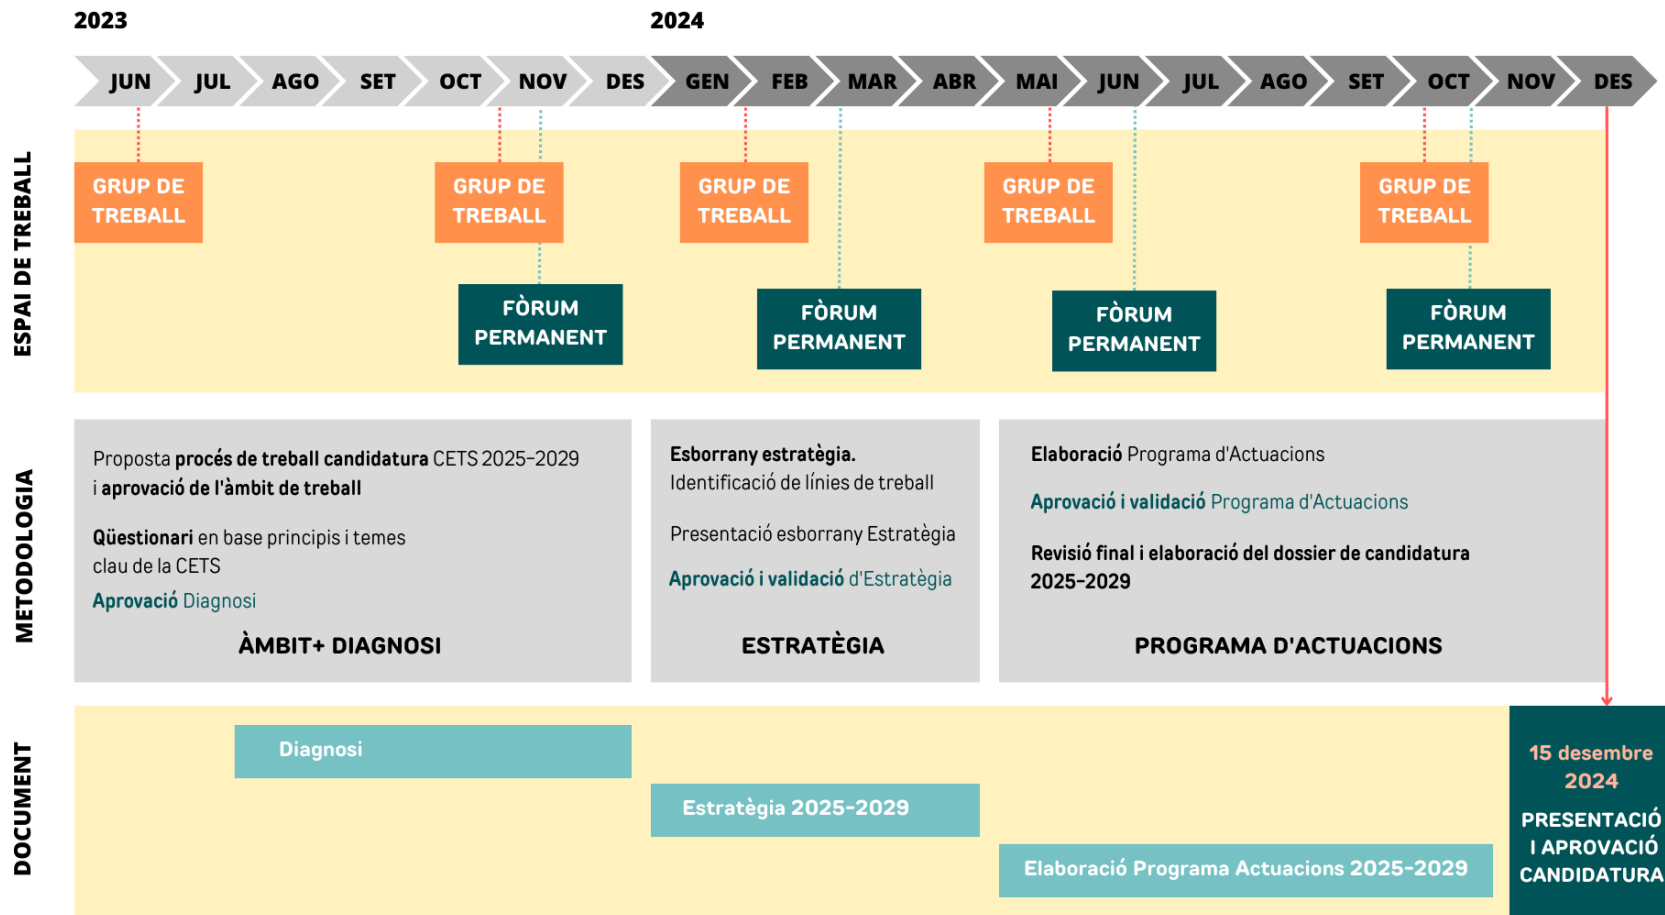 2023
2024
JUN
JUL
AGO
SET
OCT
NOV
DES
GEN
FEB
MAR
ABR
MAI
JUN
JUL
AGO
SET
OCT
NOV
DES
ESPAI DE TREBALL
GRUP DE
TREBALL
GRUP DE
TREBALL
GRUP DE
TREBALL
GRUP DE
TREBALL
GRUP DE
TREBALL
FÒRUM
PERMANENT
FÒRUM
PERMANENT
FÒRUM
PERMANENT
FÒRUM
PERMANENT
METODOLOGIA
Proposta procés de treball candidatura CETS 2025-2029
i aprovació de l'àmbit de treball
Qüestionari en base principis i temes
clau de la CETS
Aprovació Diagnosi
ÀMBIT+ DIAGNOSI
Esborrany estratègia.
Identificació de línies de treball
Presentació esborrany Estratègia
Aprovació i validació d'Estratègia
ESTRATÈGIA
Elaboració Programa d'Actuacions
Aprovació i validació Programa d'Actuacions
Revisió final i elaboració del dossier de candidatura
2025-2029
PROGRAMA D'ACTUACIONS
DOCUMENT
Diagnosi
Estratègia 2025-2029
Elaboració Programa Actuacions 2025-2029
15 desembre
2024
PRESENTACIÓ
I APROVACIÓ
CANDIDATURA